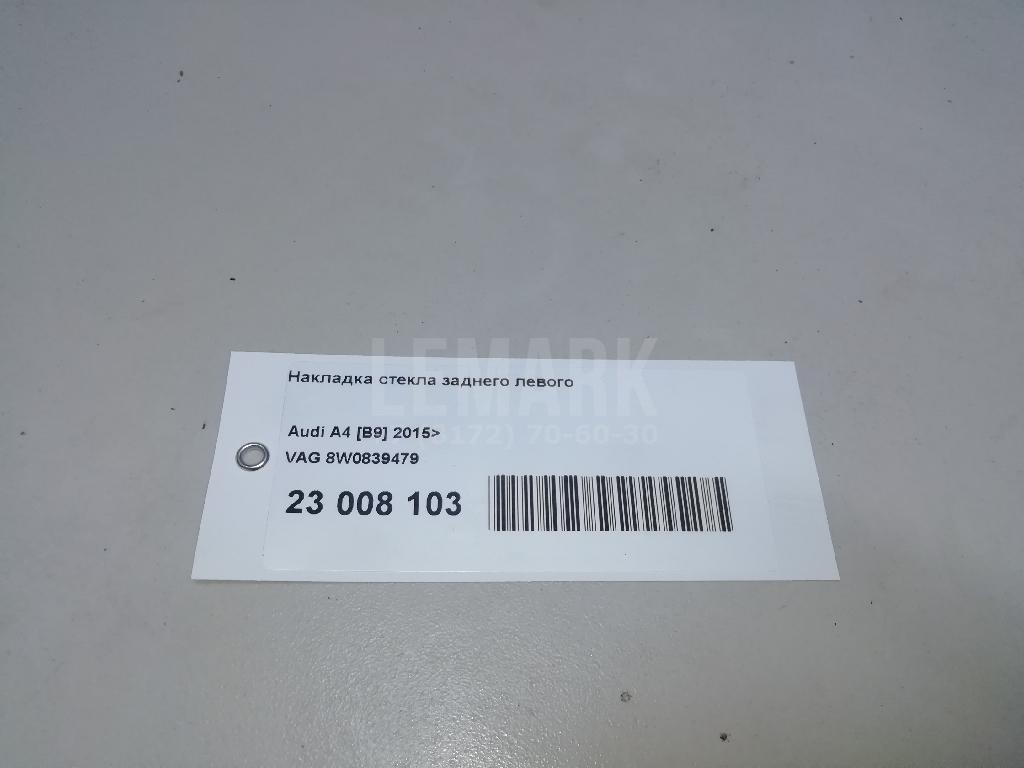 LEMARK
Накладка стекла заднего левого
Audi A4 [B9] 2015>
172) 70-60-30
VAG 8W0839479
23 008 103